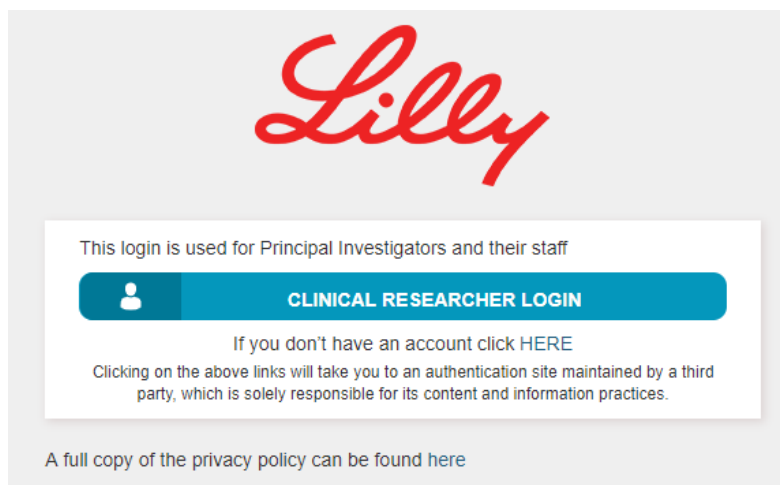 Lilly
This login is used for Principal Investigators and their staff
CLINICAL RESEARCHER LOGIN
If you don't have an account click HERE
Clicking on the above links will take you to an authentication site maintained by a third
party, which is solely responsible for its content and information practices.
A full copy of the privacy policy can be found here